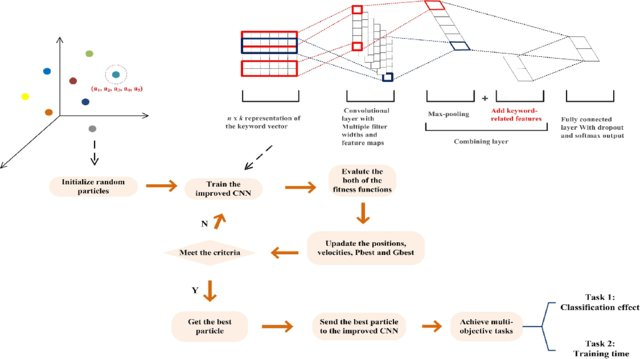 (a₁, a₂, a₃, a₄, a₅)
n x k representation of
the keyword vector
Convolutional
layer with
Multiple filter
widths and
feature maps
Max-pooling
+
Add keyword-
related features
Combining layer
Fully connected
layer With dropout
and softmax output
Initialize random
particles
Train the
improved CNN
Evalute the
both of the
fitness functions
N
Meet the criteria
Upadate the positions,
velocities, Pbest and Gbest
Y
Get the best
particle
Send the best particle
to the improved CNN
Achieve multi-
objective tasks
Task 1:
Classification effect
Task 2:
Training time